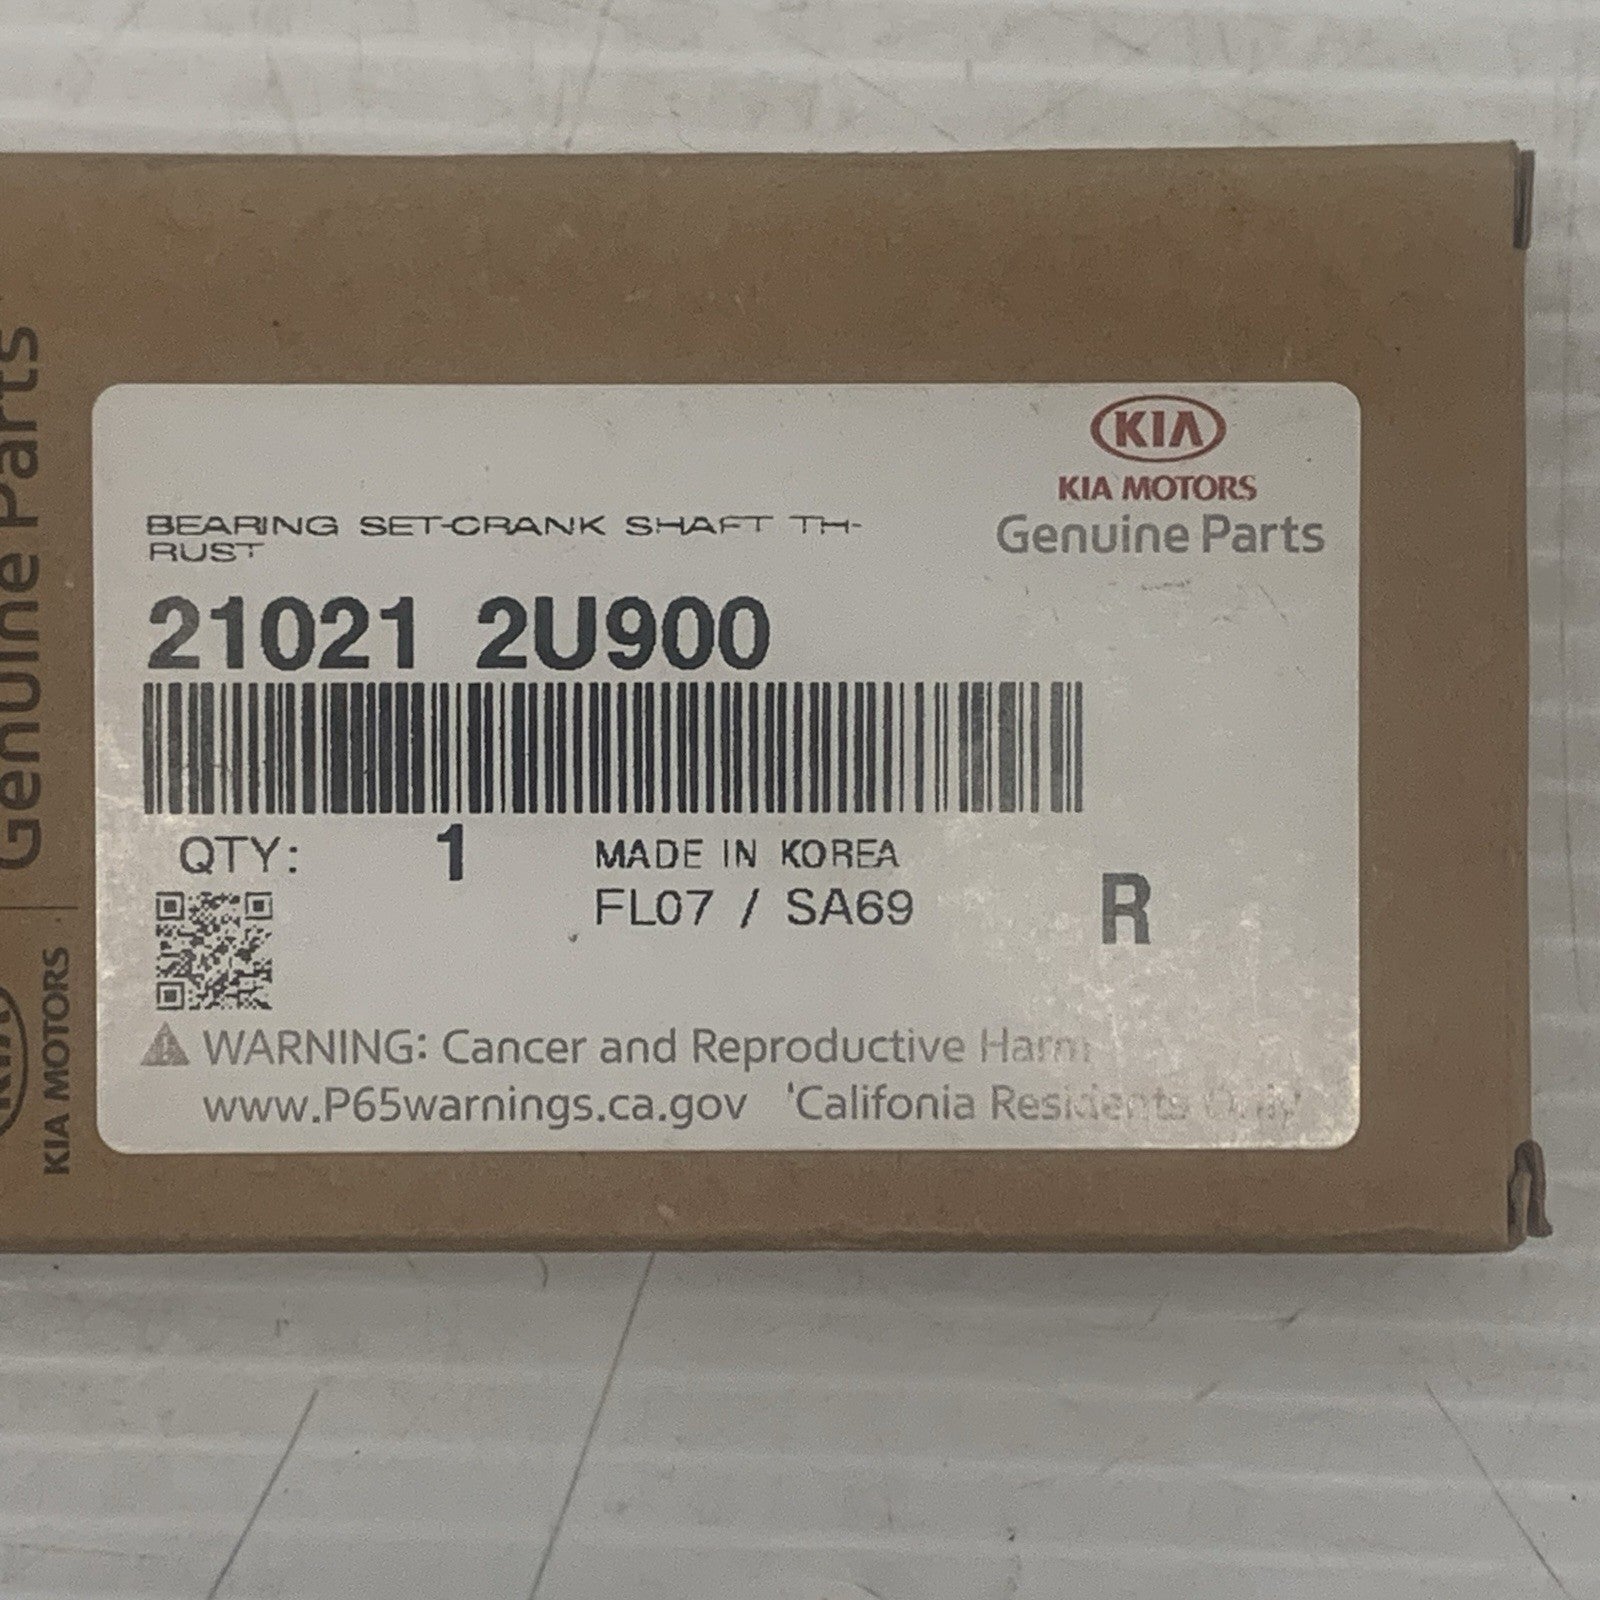 KIA
KIA MOTORS
Genuine Parts
BEARING SET-CRANK SHAFT TH-
RUST
21021 2U900
QTY: 1
MADE IN KOREA
FL07 / SA69
R
WARNING: Cancer and Reproductive Harm
www.P65warnings.ca.gov 'Califonia Residents Only'
Genuine Parts
KIA MOTORS
KIA